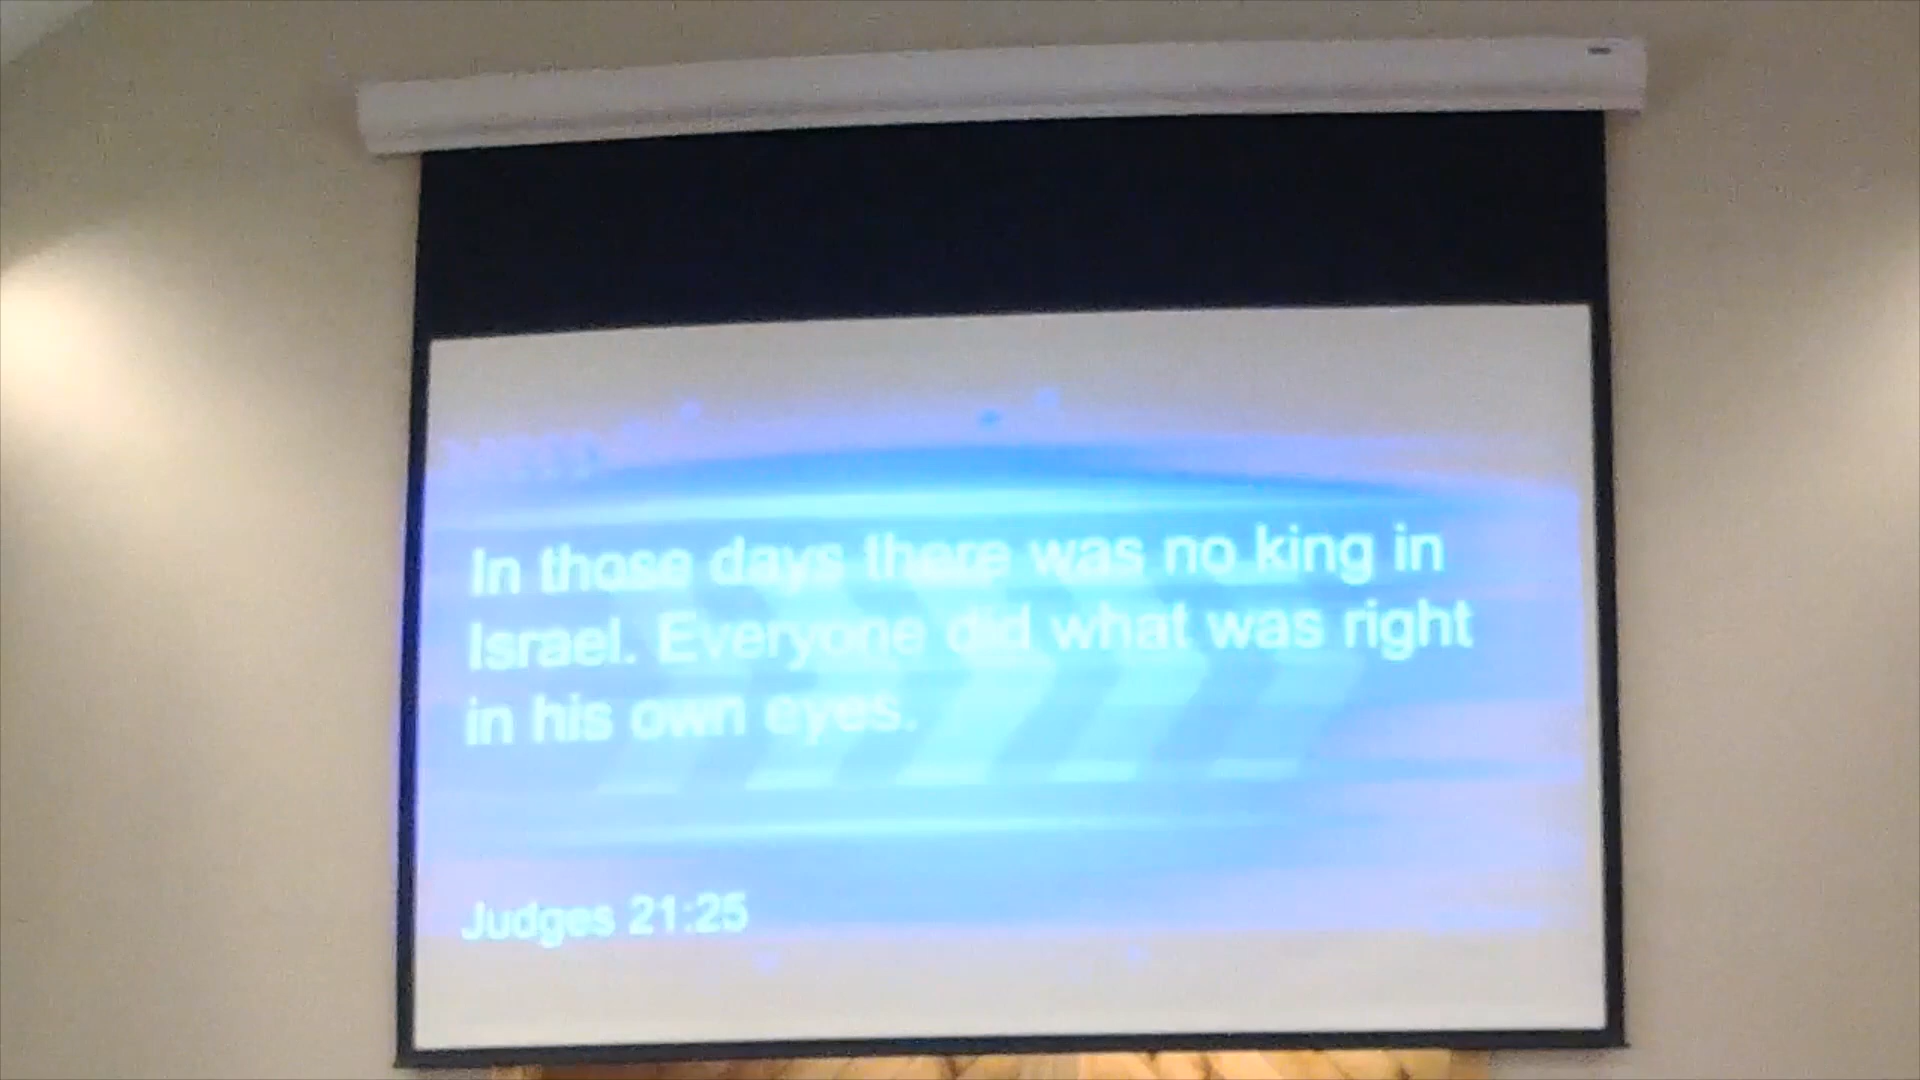 In those days there was no king in
Israel. Everyone did what was right
in his own eyes.
Judges 21:25